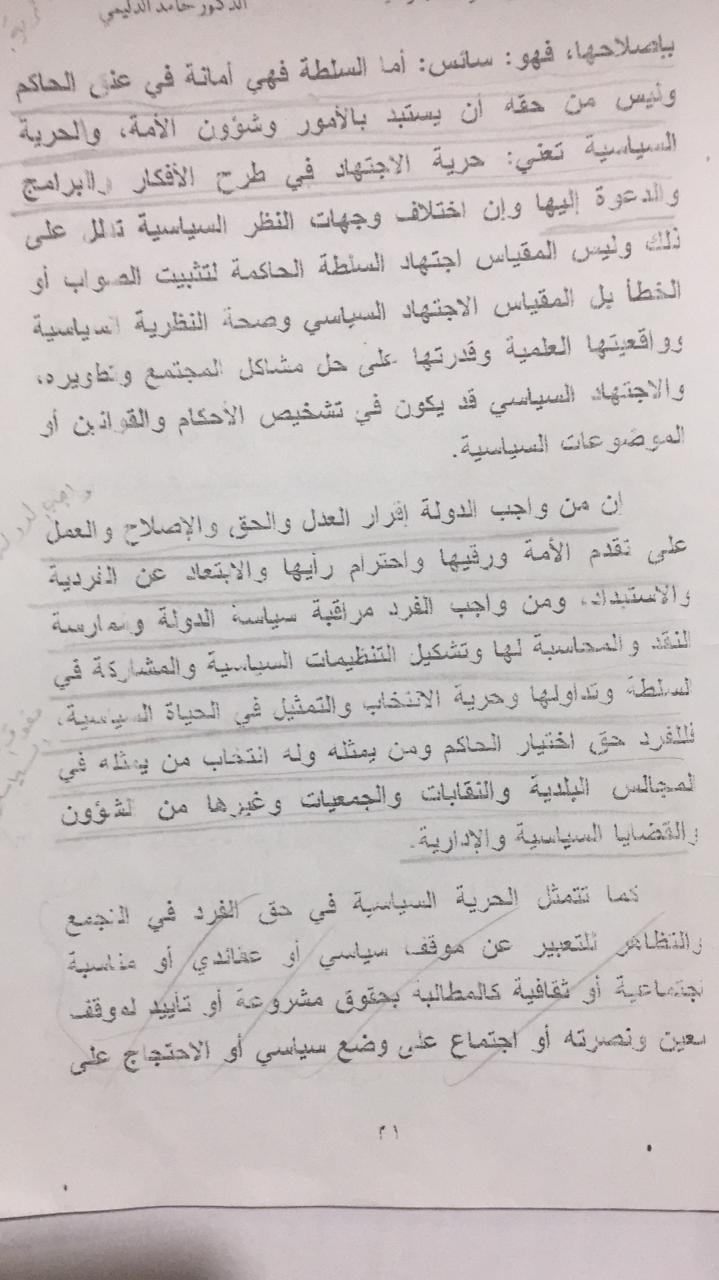 الدكتور حامد الدليمي
بإصلاحها، فهو: سائس: أما السلطة فهي أمانة في عنق الحاكم
وليس من حقه أن يستبد بالأمور وشؤون الأمة، والحرية
السياسية تعني: حرية الاجتهاد في طرح الأفكار والبرامج
والدعوة إليها وإن اختلاف وجهات النظر السياسية تدلل على
ذلك وليس المقياس اجتهاد السلطة الحاكمة لتثبيت الصواب أو
الخطأ بل المقياس الاجتهاد السياسي وصحة النظرية السياسية
وواقعيتها العلمية وقدرتها على حل مشاكل المجتمع وتطويره،
والاجتهاد السياسي قد يكون في تشخيص الأحكام والقوانين أو
الموضوعات السياسية.
إن من واجب الدولة إقرار العدل والحق والإصلاح والعمل
على تقدم الأمة ورقيها واحترام رأيها والابتعاد عن الفردية
والاستبداد، ومن واجب الفرد مراقبة سياسة الدولة وممارسة
النقد والمحاسبة لها وتشكيل التنظيمات السياسية والمشاركة في
لسلطة وتداولها وحرية الانتخاب والتمثيل في الحياة السياسية،
فللفرد حق اختيار الحاكم ومن يمثله وله انتخاب من يمثله في
لمجالس البلدية والنقابات والجمعيات وغيرها من لشؤون
والقضايا السياسية والإدارية.
كما تتمثل الحرية السياسية في حق الفرد في التجمع
والتظاهر للتعبير عن موقف سياسي أو عقائدي أو مناسبة
اجتماعية أو ثقافية كالمطالبة بحقوق مشروعة أو تأييد لموقف
معين ونصرته أو اجتماع على وضع سياسي أو الاحتجاج على
٢١